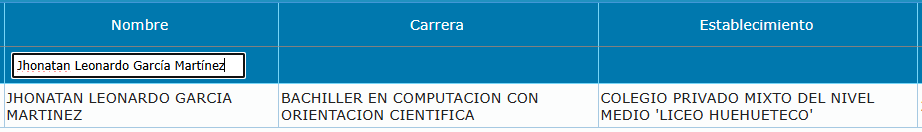 Nombre Carrera Establecimiento
Jhonatan Leonardo García Martínez
JHONATAN LEONARDO GARCIA MARTINEZ
BACHILLER EN COMPUTACION CON ORIENTACION CIENTIFICA
COLEGIO PRIVADO MIXTO DEL NIVEL MEDIO 'LICEO HUEHUETECO'